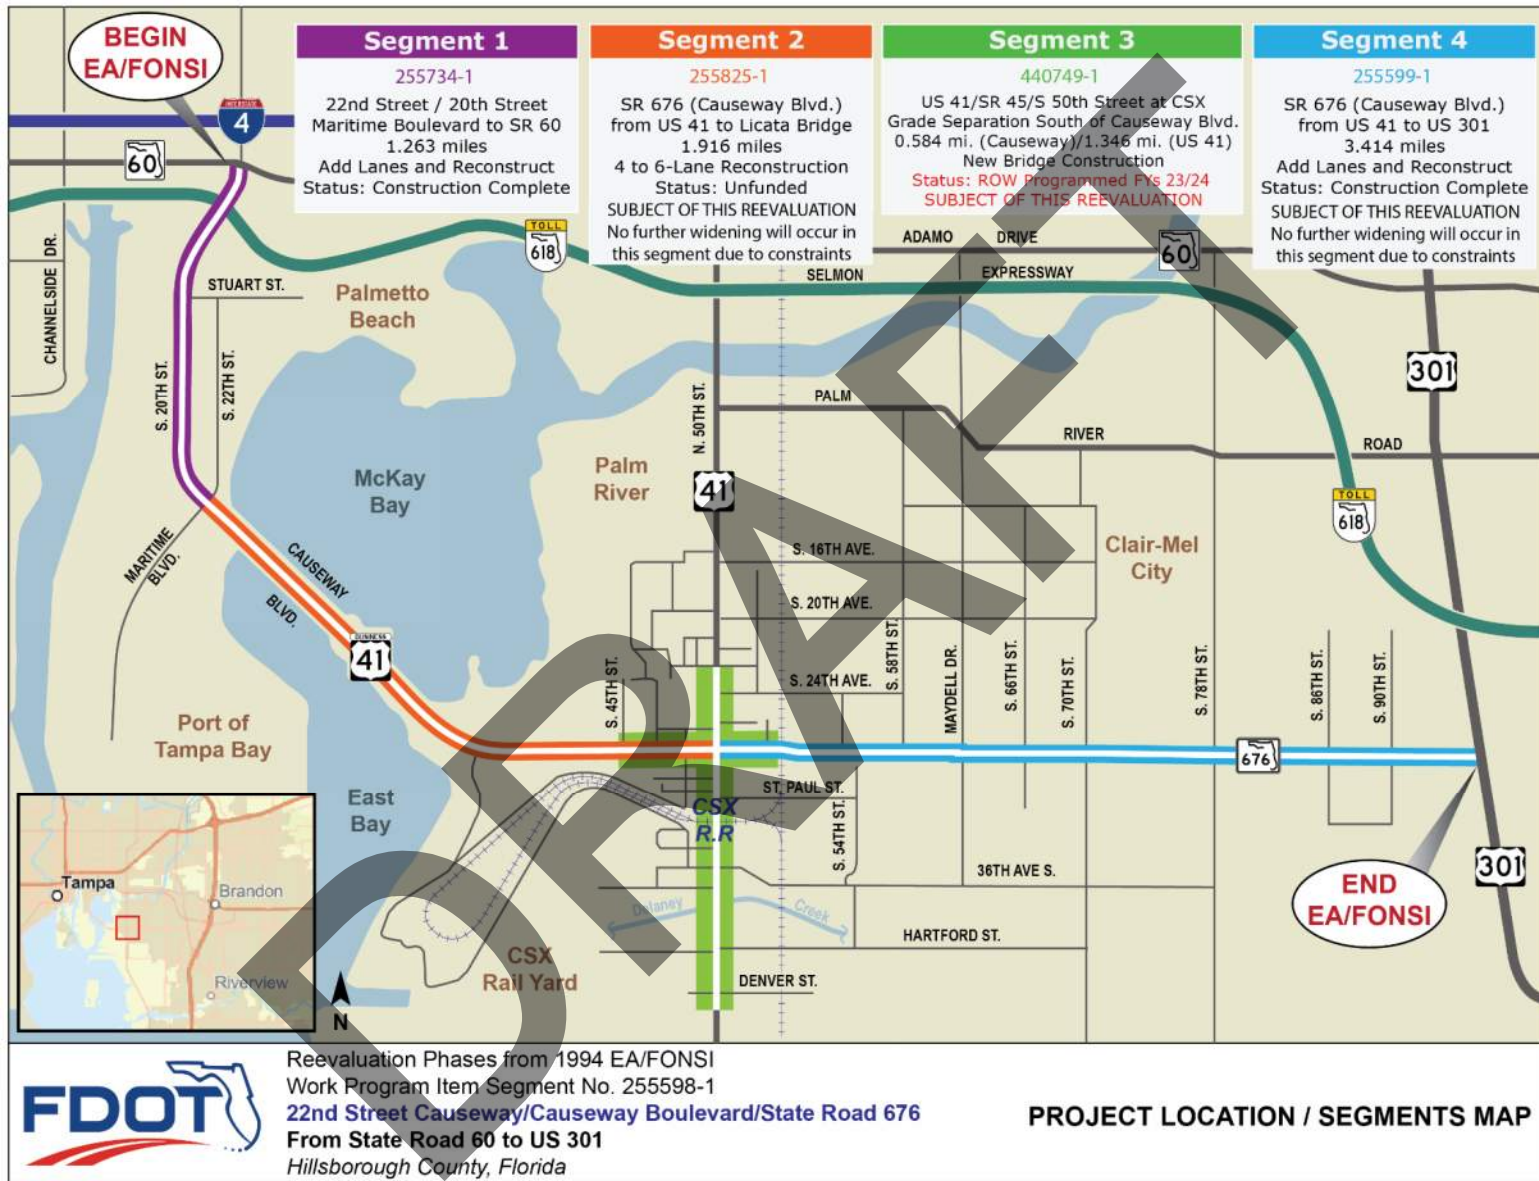 BEGIN
EA/FONSI
Segment 1
255734-1
22nd Street / 20th Street
Maritime Boulevard to SR 60
1.263 miles
Add Lanes and Reconstruct
Status: Construction Complete
Segment 2
255825-1
SR 676 (Causeway Blvd.)
from US 41 to Licata Bridge
1.916 miles
4 to 6-Lane Reconstruction
Status: Unfunded
SUBJECT OF THIS REEVALUATION
No further widening will occur in
this segment due to constraints
Segment 3
440749-1
US 41/SR 45/S 50th Street at CSX
Grade Separation South of Causeway Blvd.
0.584 mi. (Causeway)/1.346 mi. (US 41)
New Bridge Construction
Status: ROW Programmed FYs 23/24
SUBJECT OF THIS REEVALUATION
Segment 4
255599-1
SR 676 (Causeway Blvd.)
from US 41 to US 301
3.414 miles
Add Lanes and Reconstruct
Status: Construction Complete
SUBJECT OF THIS REEVALUATION
No further widening will occur in
this segment due to constraints
INTERSTATE
4
60
TOLL
618
ADAMO DRIVE
60
SELMON EXPRESSWAY
CHANNELSIDE DR.
STUART ST.
Palmetto
Beach
S. 20TH ST.
S. 22TH ST.
N. 50TH ST.
301
PALM RIVER ROAD
McKay
Bay
Palm
River
41
TOLL
618
MARITIME
BLVD.
CAUSEWAY
BLVD.
S. 16TH AVE.
Clair-Mel
City
S. 20TH AVE.
BUSINESS
41
S. 45TH ST.
S. 24TH AVE.
S. 58TH ST.
MAYDELL DR.
S. 66TH ST.
S. 70TH ST.
S. 78TH ST.
S. 86TH ST.
S. 90TH ST.
Port of
Tampa Bay
676
East
Bay
ST. PAUL ST.
CSX
R.R
S. 54TH ST.
36TH AVE S.
301
END
EA/FONSI
Delaney Creek
HARTFORD ST.
CSX
Rail Yard
DENVER ST.
Tampa
Brandon
Riverview
N
DRAFT
FDOT
Reevaluation Phases from 1994 EA/FONSI
Work Program Item Segment No. 255598-1
22nd Street Causeway/Causeway Boulevard/State Road 676
From State Road 60 to US 301
Hillsborough County, Florida
PROJECT LOCATION / SEGMENTS MAP